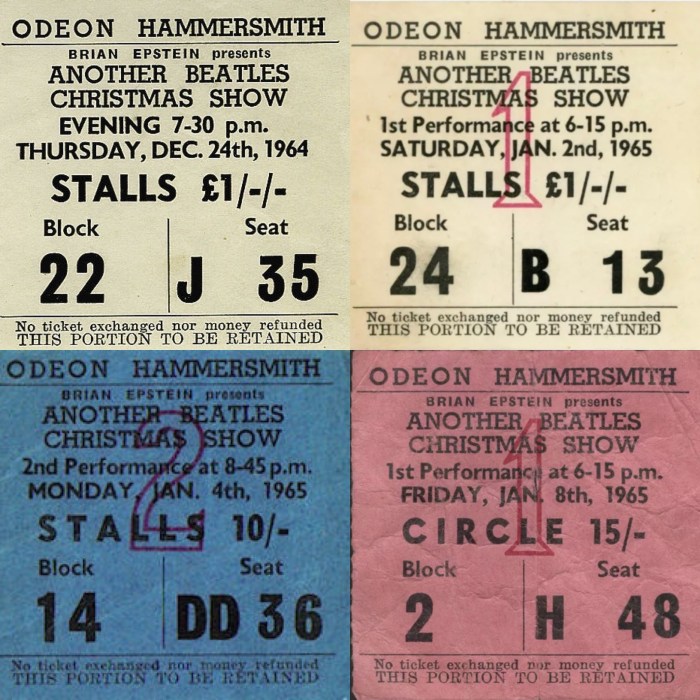 ODEON HAMMERSMITH
BRIAN EPSTEIN presents
ANOTHER BEATLES
CHRISTMAS SHOW
EVENING 7-30 p.m.
THURSDAY, DEC. 24th, 1964
STALLS £1/-/-
Block Seat
22 J 35
No ticket exchanged nor money refunded
THIS PORTION TO BE RETAINED
ODEON HAMMERSMITH
BRIAN EPSTEIN presents
ANOTHER BEATLES
CHRISTMAS SHOW
1
1st Performance at 6-15 p.m.
SATURDAY, JAN. 2nd, 1965
STALLS £1/-/-
Block Seat
24 B 13
No ticket exchanged nor money refunded
THIS PORTION TO BE RETAINED
ODEON HAMMERSMITH
BRIAN EPSTEIN presents
ANOTHER BEATLES
CHRISTMAS SHOW
2
2nd Performance at 8-45 p.m.
MONDAY, JAN. 4th, 1965
STALLS 10/-
Block Seat
14 DD 36
No ticket exchanged nor money refunded
THIS PORTION TO BE RETAINED
ODEON HAMMERSMITH
BRIAN EPSTEIN presents
ANOTHER BEATLES
CHRISTMAS SHOW
1
1st Performance at 6-15 p.m.
FRIDAY, JAN. 8th, 1965
CIRCLE 15/-
Block Seat
2 H 48
No ticket exchanged nor money refunded
THIS PORTION TO BE RETAINED